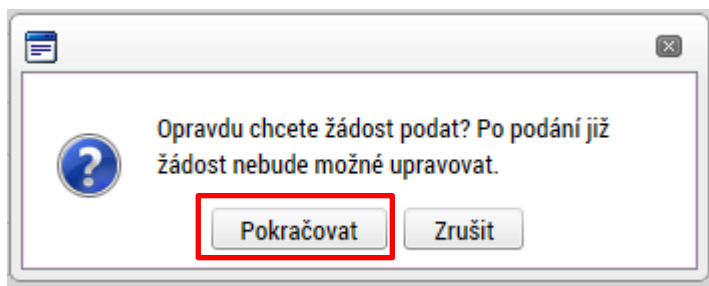 Opravdu chcete žádost podat? Po podání již
žádost nebude možné upravovat.
Pokračovat Zrušit